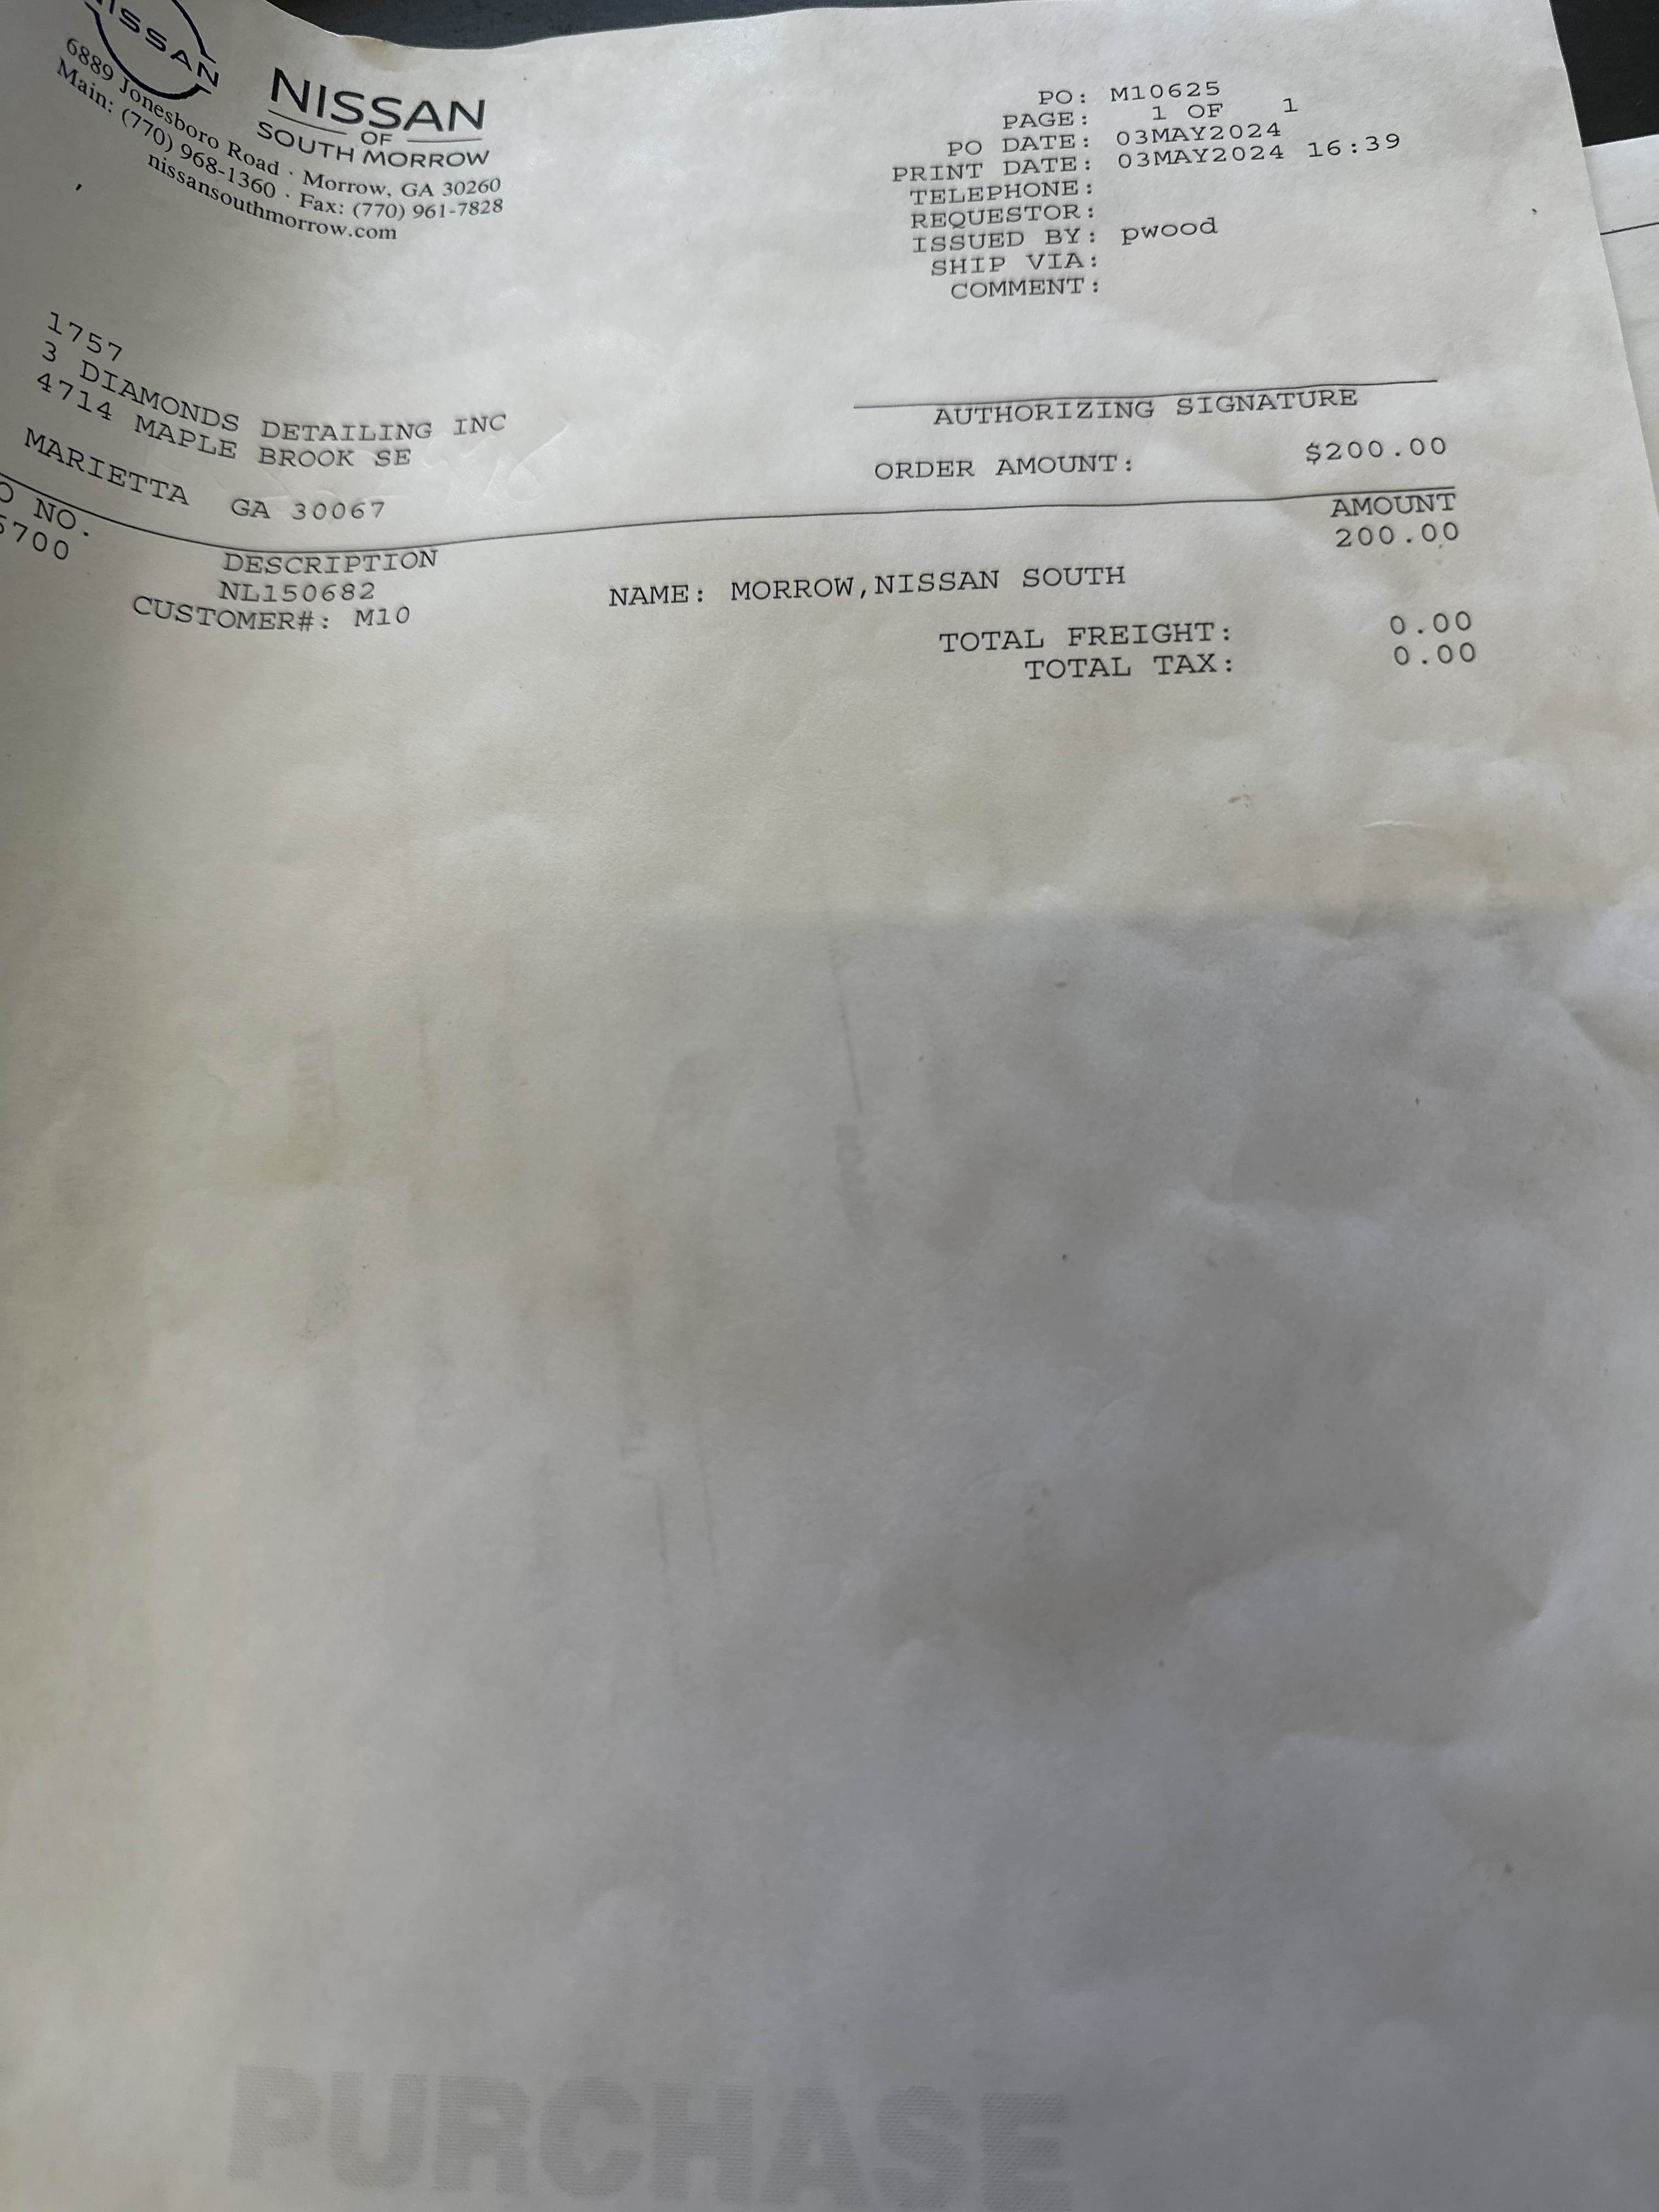 NISSAN
NISSAN
OF
SOUTH MORROW
6889 Jonesboro Road · Morrow, GA 30260
Main: (770) 968-1360 · Fax: (770) 961-7828
nissansouthmorrow.com
PO: M10625
PAGE: 1 OF 1
PO DATE: 03MAY2024
PRINT DATE: 03MAY2024 16:39
TELEPHONE:
REQUESTOR:
ISSUED BY: pwood
SHIP VIA:
COMMENT:
1757
3 DIAMONDS DETAILING INC
4714 MAPLE BROOK SE
MARIETTA GA 30067
AUTHORIZING SIGNATURE
ORDER AMOUNT: $200.00
O NO. DESCRIPTION AMOUNT
5700 NL150682 200.00
CUSTOMER#: M10 NAME: MORROW,NISSAN SOUTH
TOTAL FREIGHT: 0.00
TOTAL TAX: 0.00
PURCHASE